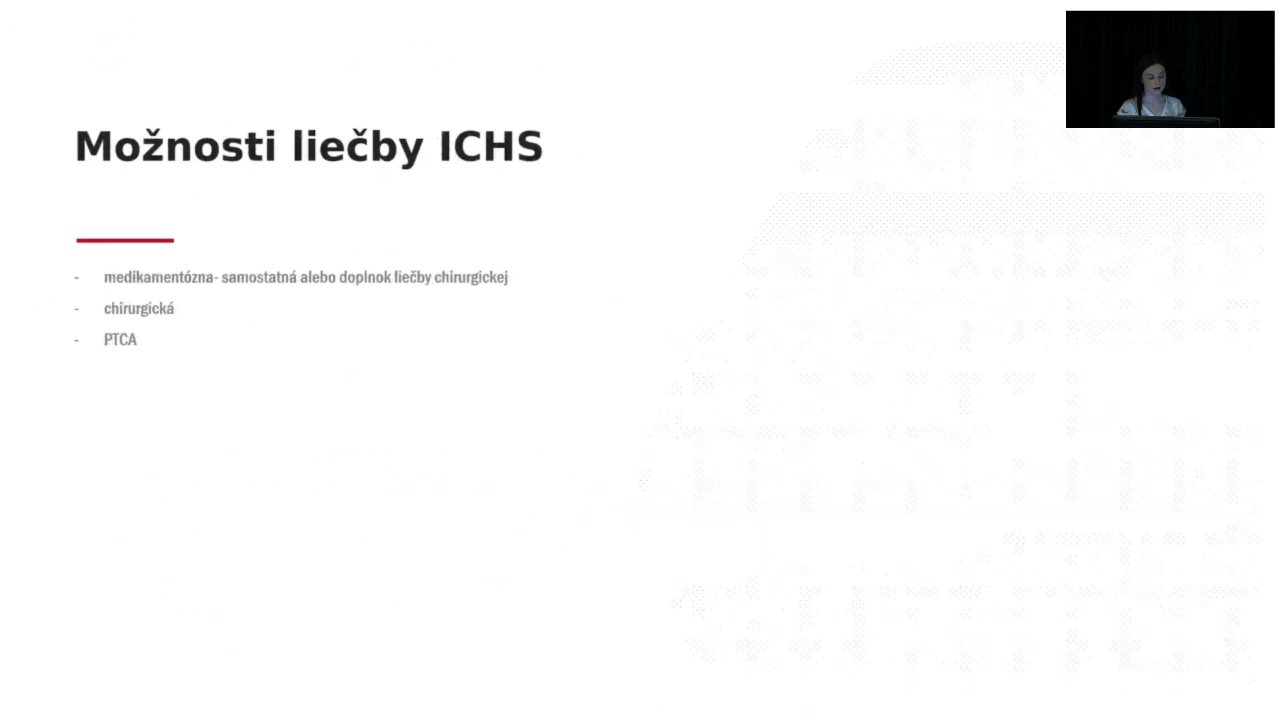 Možnosti liečby ICHS
- medikamentózna- samostatná alebo doplnok liečby chirurgickej
- chirurgická
- PTCA